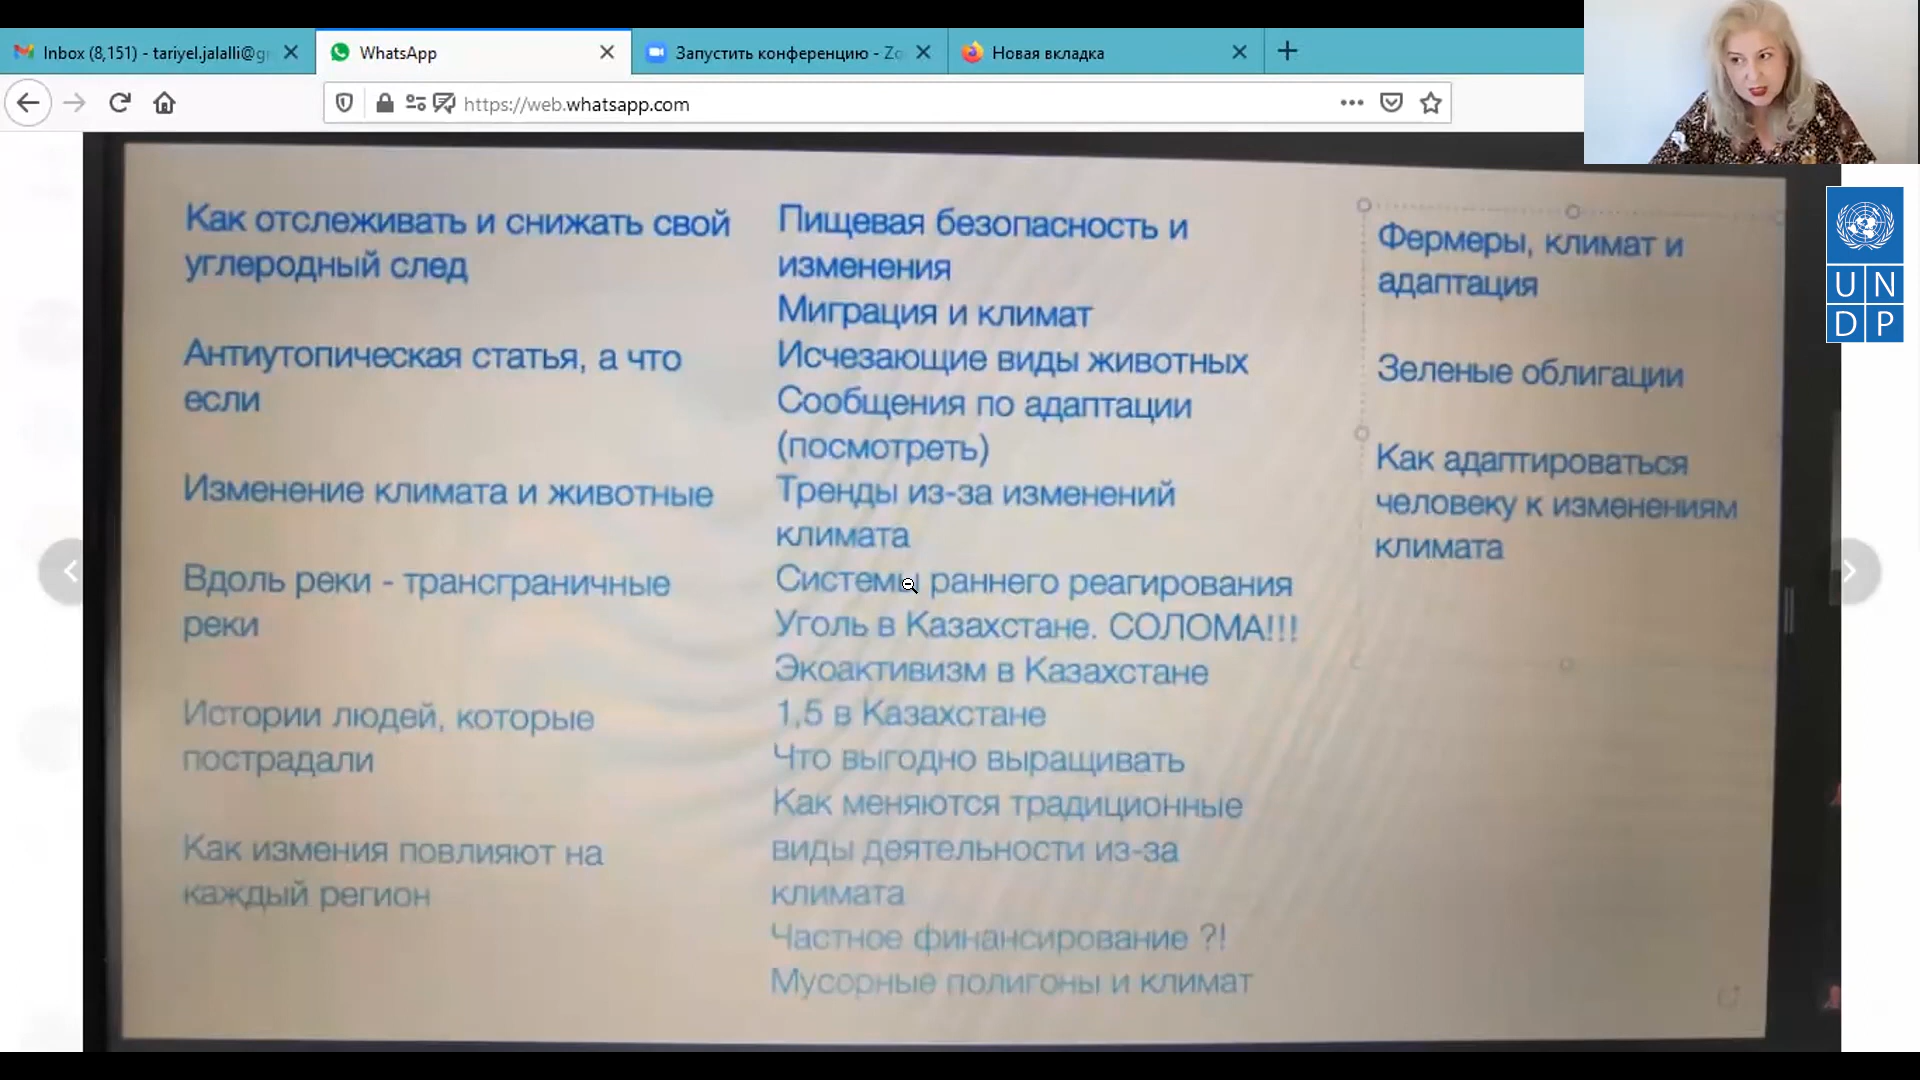 Inbox (8,151) - tariyel.jalalli@g
WhatsApp
Запустить конференцию - Zo
Новая вкладка
https://web.whatsapp.com
Как отслеживать и снижать свой
углеродный след
Антиутопическая статья, а что
если
Изменение климата и животные
Вдоль реки - трансграничные
реки
Истории людей, которые
пострадали
Как измения повлияют на
каждый регион
Пищевая безопасность и
изменения
Миграция и климат
Исчезающие виды животных
Сообщения по адаптации
(посмотреть)
Тренды из-за изменений
климата
Системы раннего реагирования
Уголь в Казахстане. СОЛОМА!!!
Экоактивизм в Казахстане
1,5 в Казахстане
Что выгодно выращивать
Как меняются традиционные
виды деятельности из-за
климата
Частное финансирование ?!
Мусорные полигоны и климат
Фермеры, климат и
адаптация
Зеленые облигации
Как адаптироваться
человеку к изменениям
климата
U N
D P